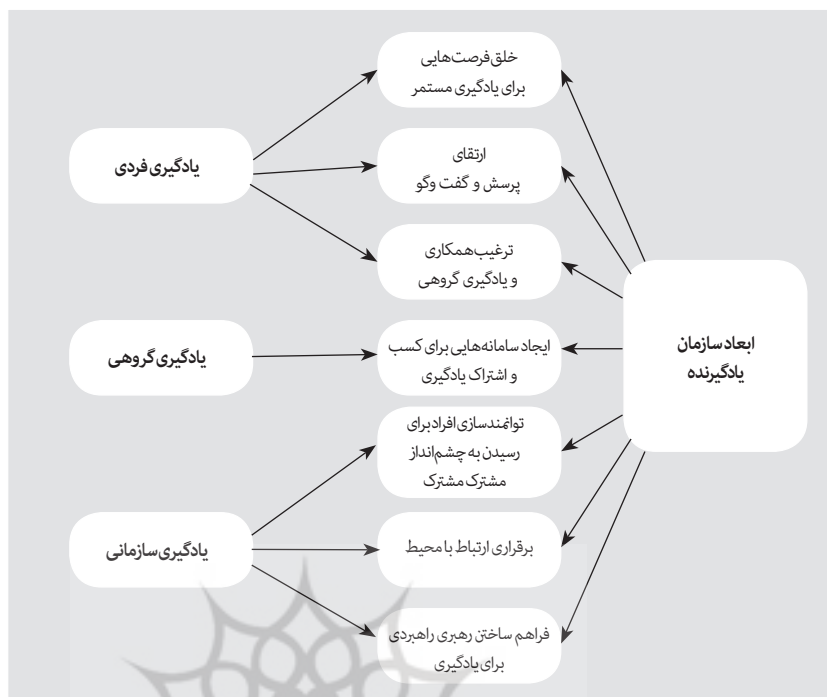 ابعاد سازمان
یادگیرنده
خلق فرصت‌هایی
برای یادگیری مستمر
ارتقای
پرسش و گفت وگو
ترغیب همکاری
و یادگیری گروهی
ایجاد سامانه‌هایی برای کسب
و اشتراک یادگیری
توانمندسازی افراد برای
رسیدن به چشم‌انداز
مشترک مشترک
برقراری ارتباط با محیط
فراهم ساختن رهبری راهبردی
برای یادگیری
یادگیری فردی
یادگیری گروهی
یادگیری سازمانی